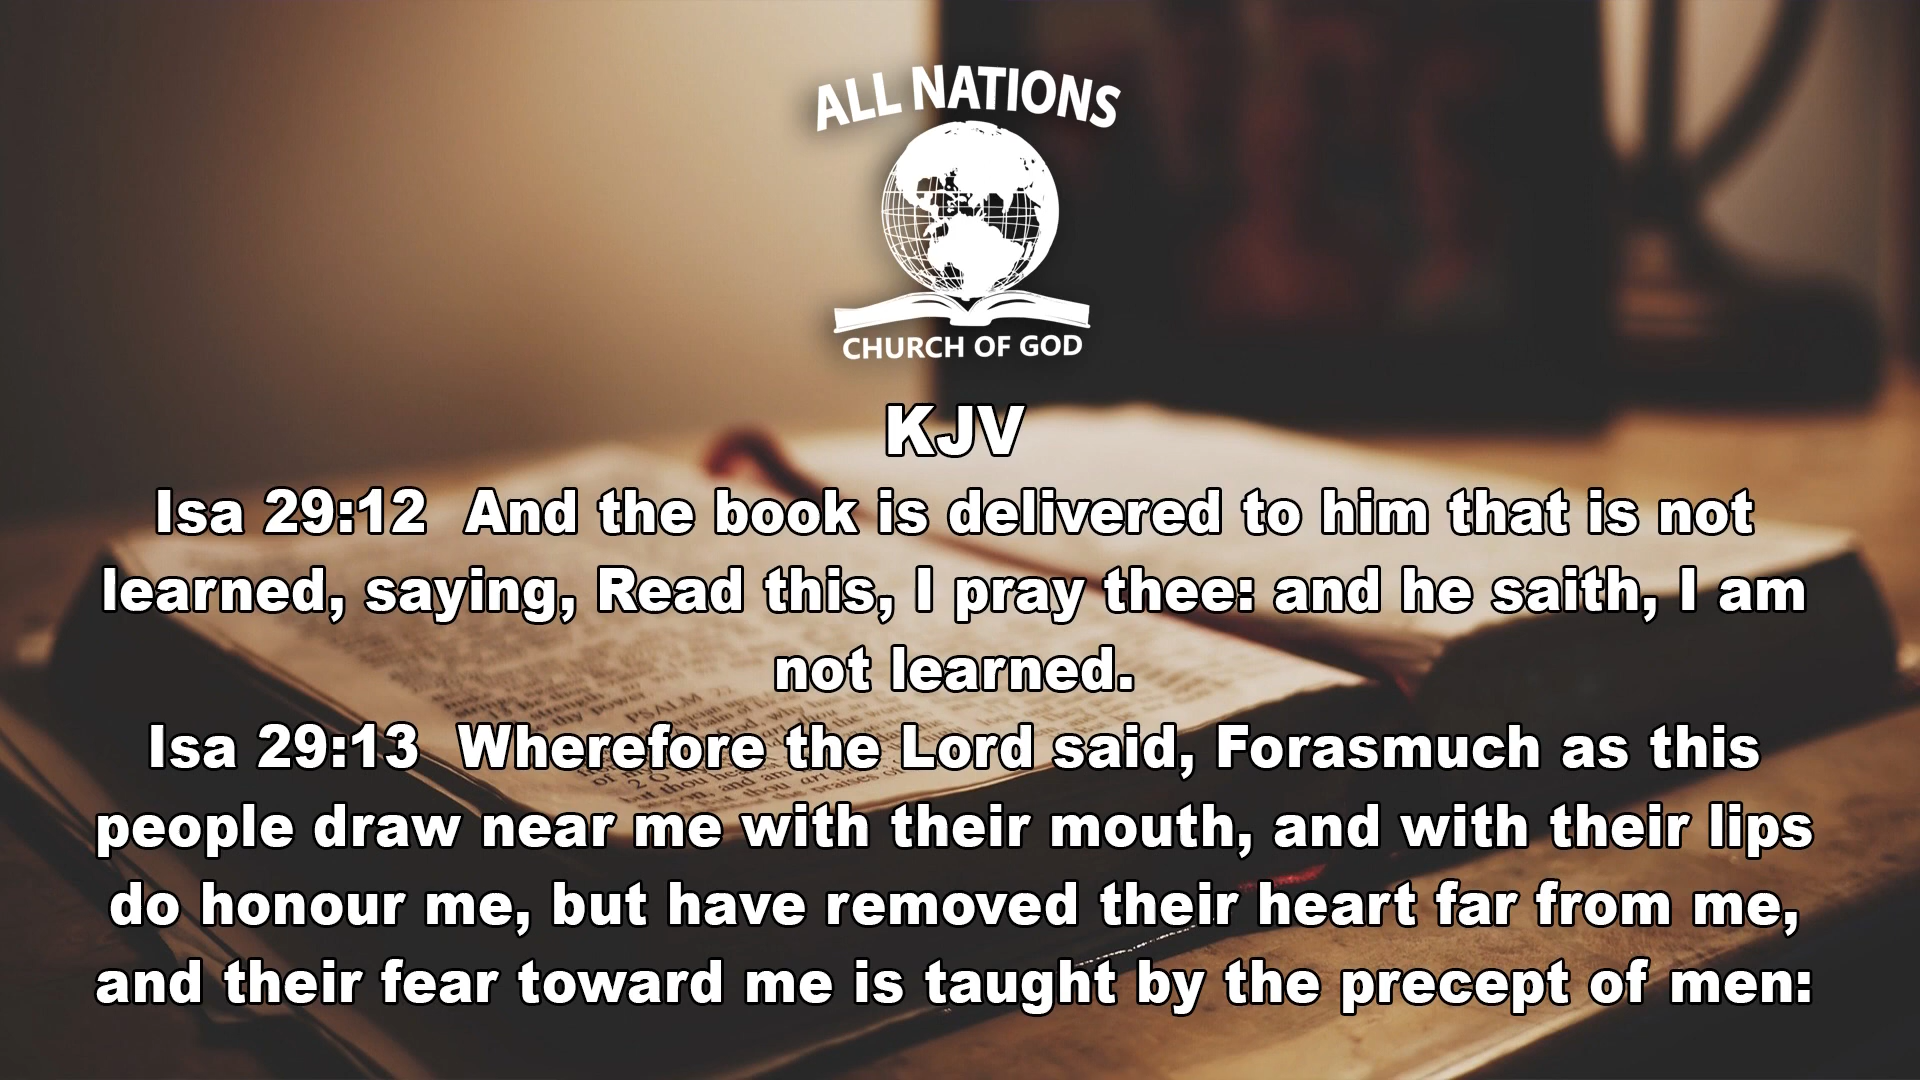 ALL NATIONS
CHURCH OF GOD
KJV
Isa 29:12  And the book is delivered to him that is not
learned, saying, Read this, I pray thee: and he saith, I am
not learned.
Isa 29:13  Wherefore the Lord said, Forasmuch as this
people draw near me with their mouth, and with their lips
do honour me, but have removed their heart far from me,
and their fear toward me is taught by the precept of men:
PSALM 22